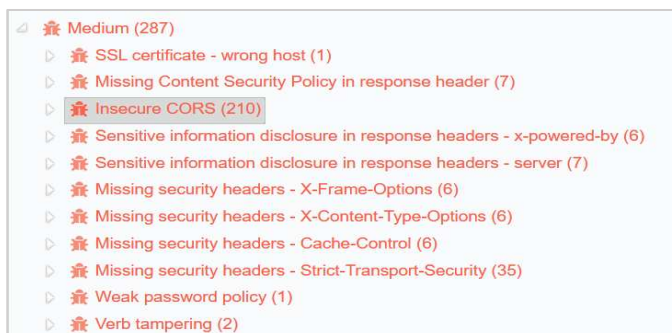 Medium (287)
SSL certificate - wrong host (1)
Missing Content Security Policy in response header (7)
Insecure CORS (210)
Sensitive information disclosure in response headers - x-powered-by (6)
Sensitive information disclosure in response headers - server (7)
Missing security headers - X-Frame-Options (6)
Missing security headers - X-Content-Type-Options (6)
Missing security headers - Cache-Control (6)
Missing security headers - Strict-Transport-Security (35)
Weak password policy (1)
Verb tampering (2)